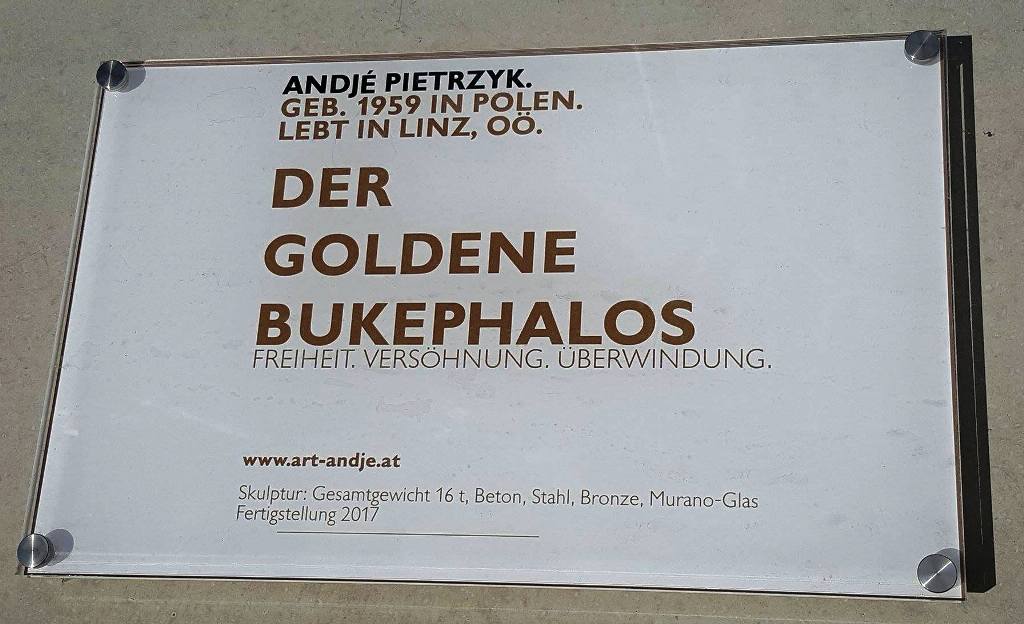 ANDJÉ PIETRZYK.
GEB. 1959 IN POLEN.
LEBT IN LINZ, OÖ.
DER
GOLDENE
BUKEPHALOS
FREIHEIT. VERSÖHNUNG. ÜBERWINDUNG.
www.art-andje.at
Skulptur: Gesamtgewicht 16 t, Beton, Stahl, Bronze, Murano-Glas
Fertigstellung 2017